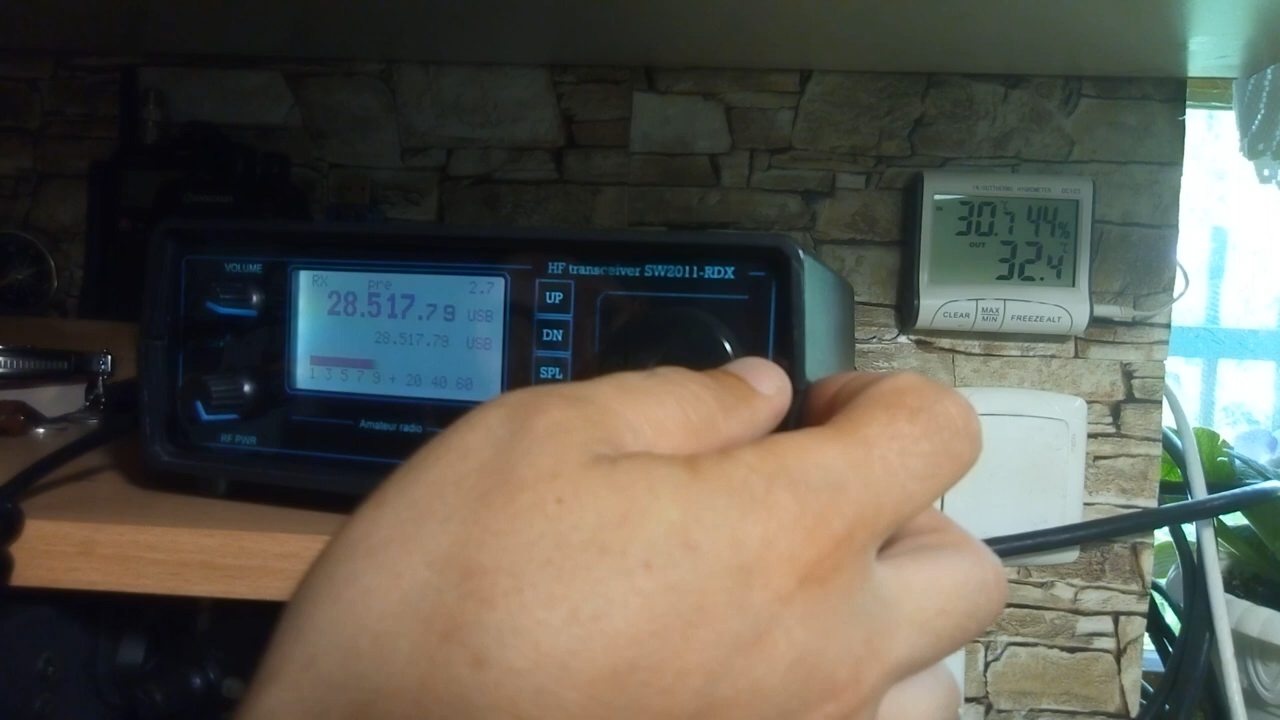 VOLUME
RF PWR
RX pre 2.7
28.517.79 USB
28.517.79 USB
1 3 5 7 9 + 20 40 60
Amateur radio
HF transceiver SW2011-RDX
UP
DN
SPL
30.7 °C 44%
OUT
32.4 °C
CLEAR
MAX
MIN
FREEZE ALT